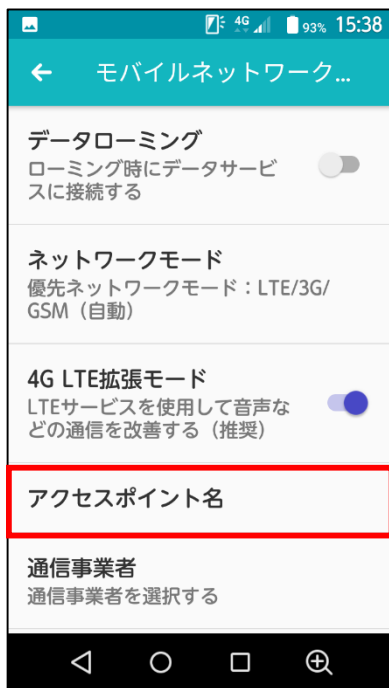 4G 93% 15:38
モバイルネットワーク...
データローミング
ローミング時にデータサービ
スに接続する
ネットワークモード
優先ネットワークモード：LTE/3G/
GSM（自動）
4G LTE拡張モード
LTEサービスを使用して音声な
どの通信を改善する（推奨）
アクセスポイント名
通信事業者
通信事業者を選択する